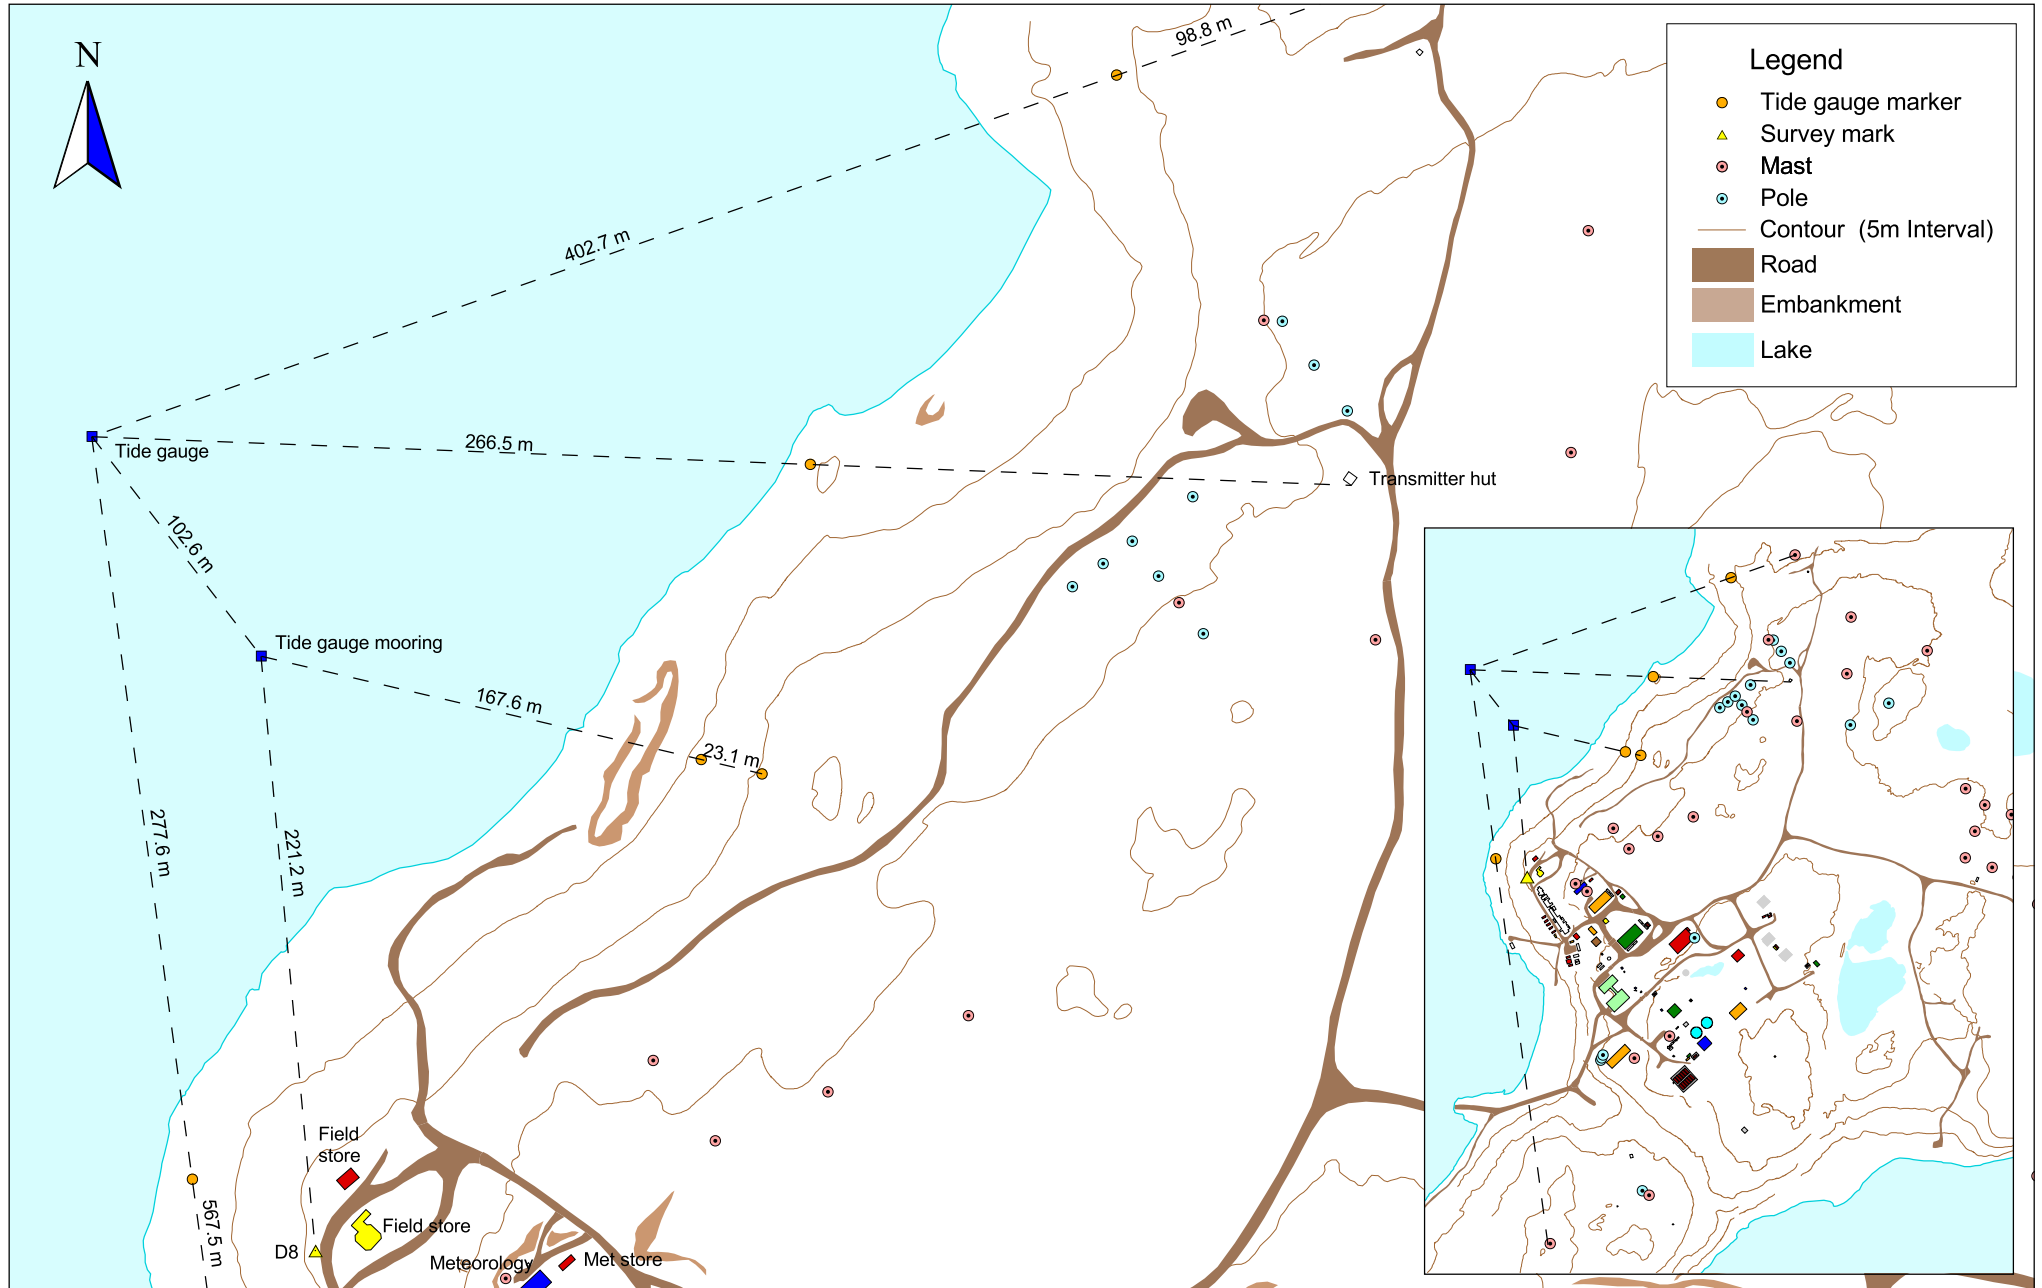 N
98.8 m
402.7 m
Tide gauge
266.5 m
Transmitter hut
102.6 m
Tide gauge mooring
167.6 m
23.1 m
277.6 m
221.2 m
Field
store
567.5 m
Field store
D8
Meteorology
Met store
Legend
Tide gauge marker
Survey mark
Mast
Pole
Contour (5m Interval)
Road
Embankment
Lake